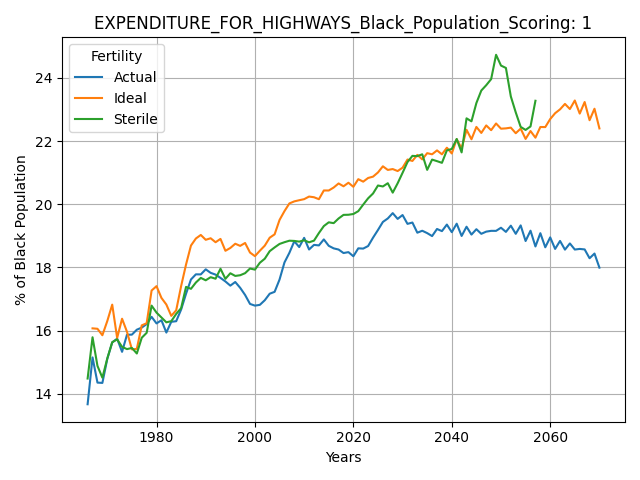 EXPENDITURE_FOR_HIGHWAYS_Black_Population_Scoring: 1
Fertility
Actual
Ideal
Sterile
% of Black Population
24
22
20
18
16
14
1980
2000
2020
2040
2060
Years